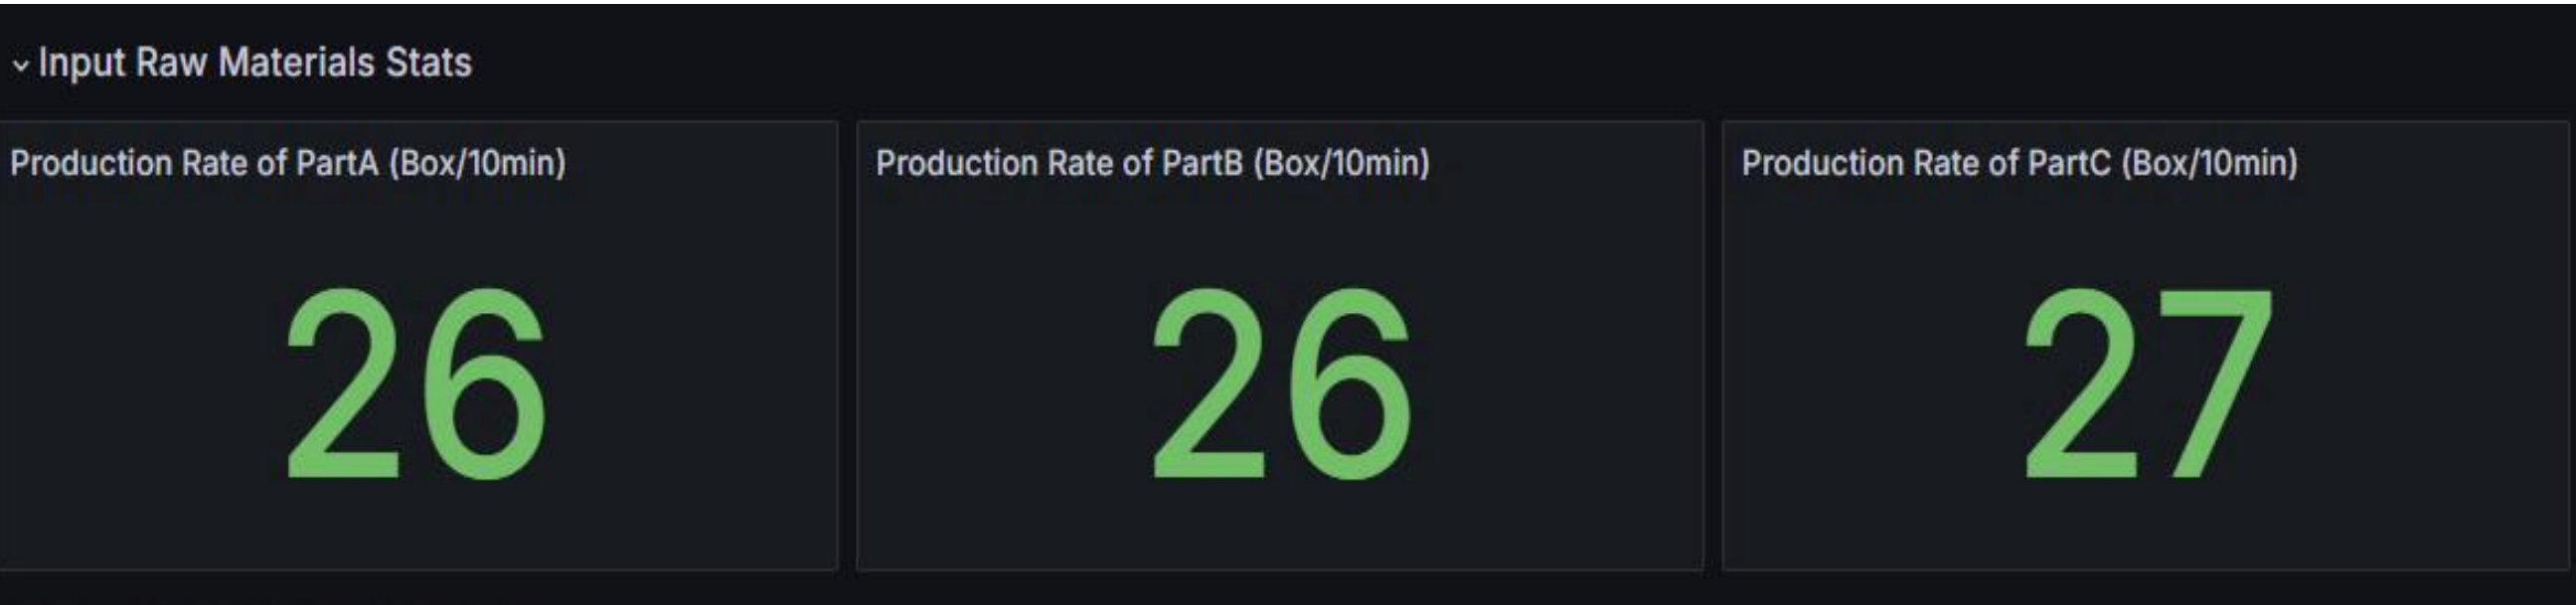 Input Raw Materials Stats
Production Rate of PartA (Box/10min)
Production Rate of PartB (Box/10min)
Production Rate of PartC (Box/10min)
26
26
27